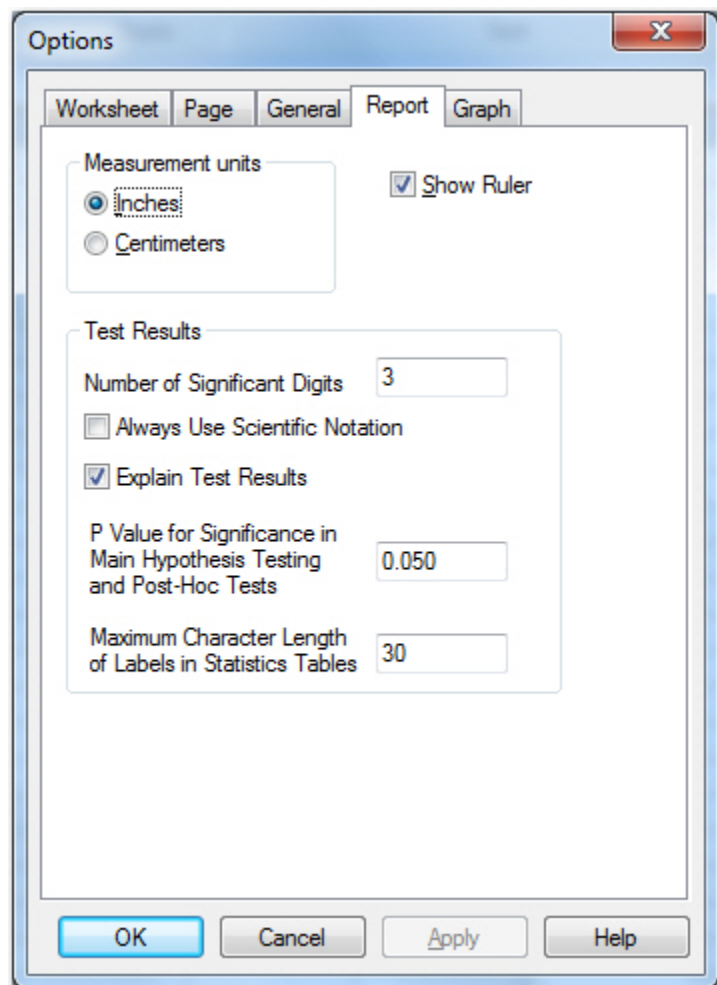 Options
Worksheet Page General Report Graph
Measurement units
Inches
Show Ruler
Centimeters
Test Results
Number of Significant Digits 3
Always Use Scientific Notation
Explain Test Results
P Value for Significance in
Main Hypothesis Testing
and Post-Hoc Tests
0.050
Maximum Character Length
of Labels in Statistics Tables
30
OK Cancel Apply Help